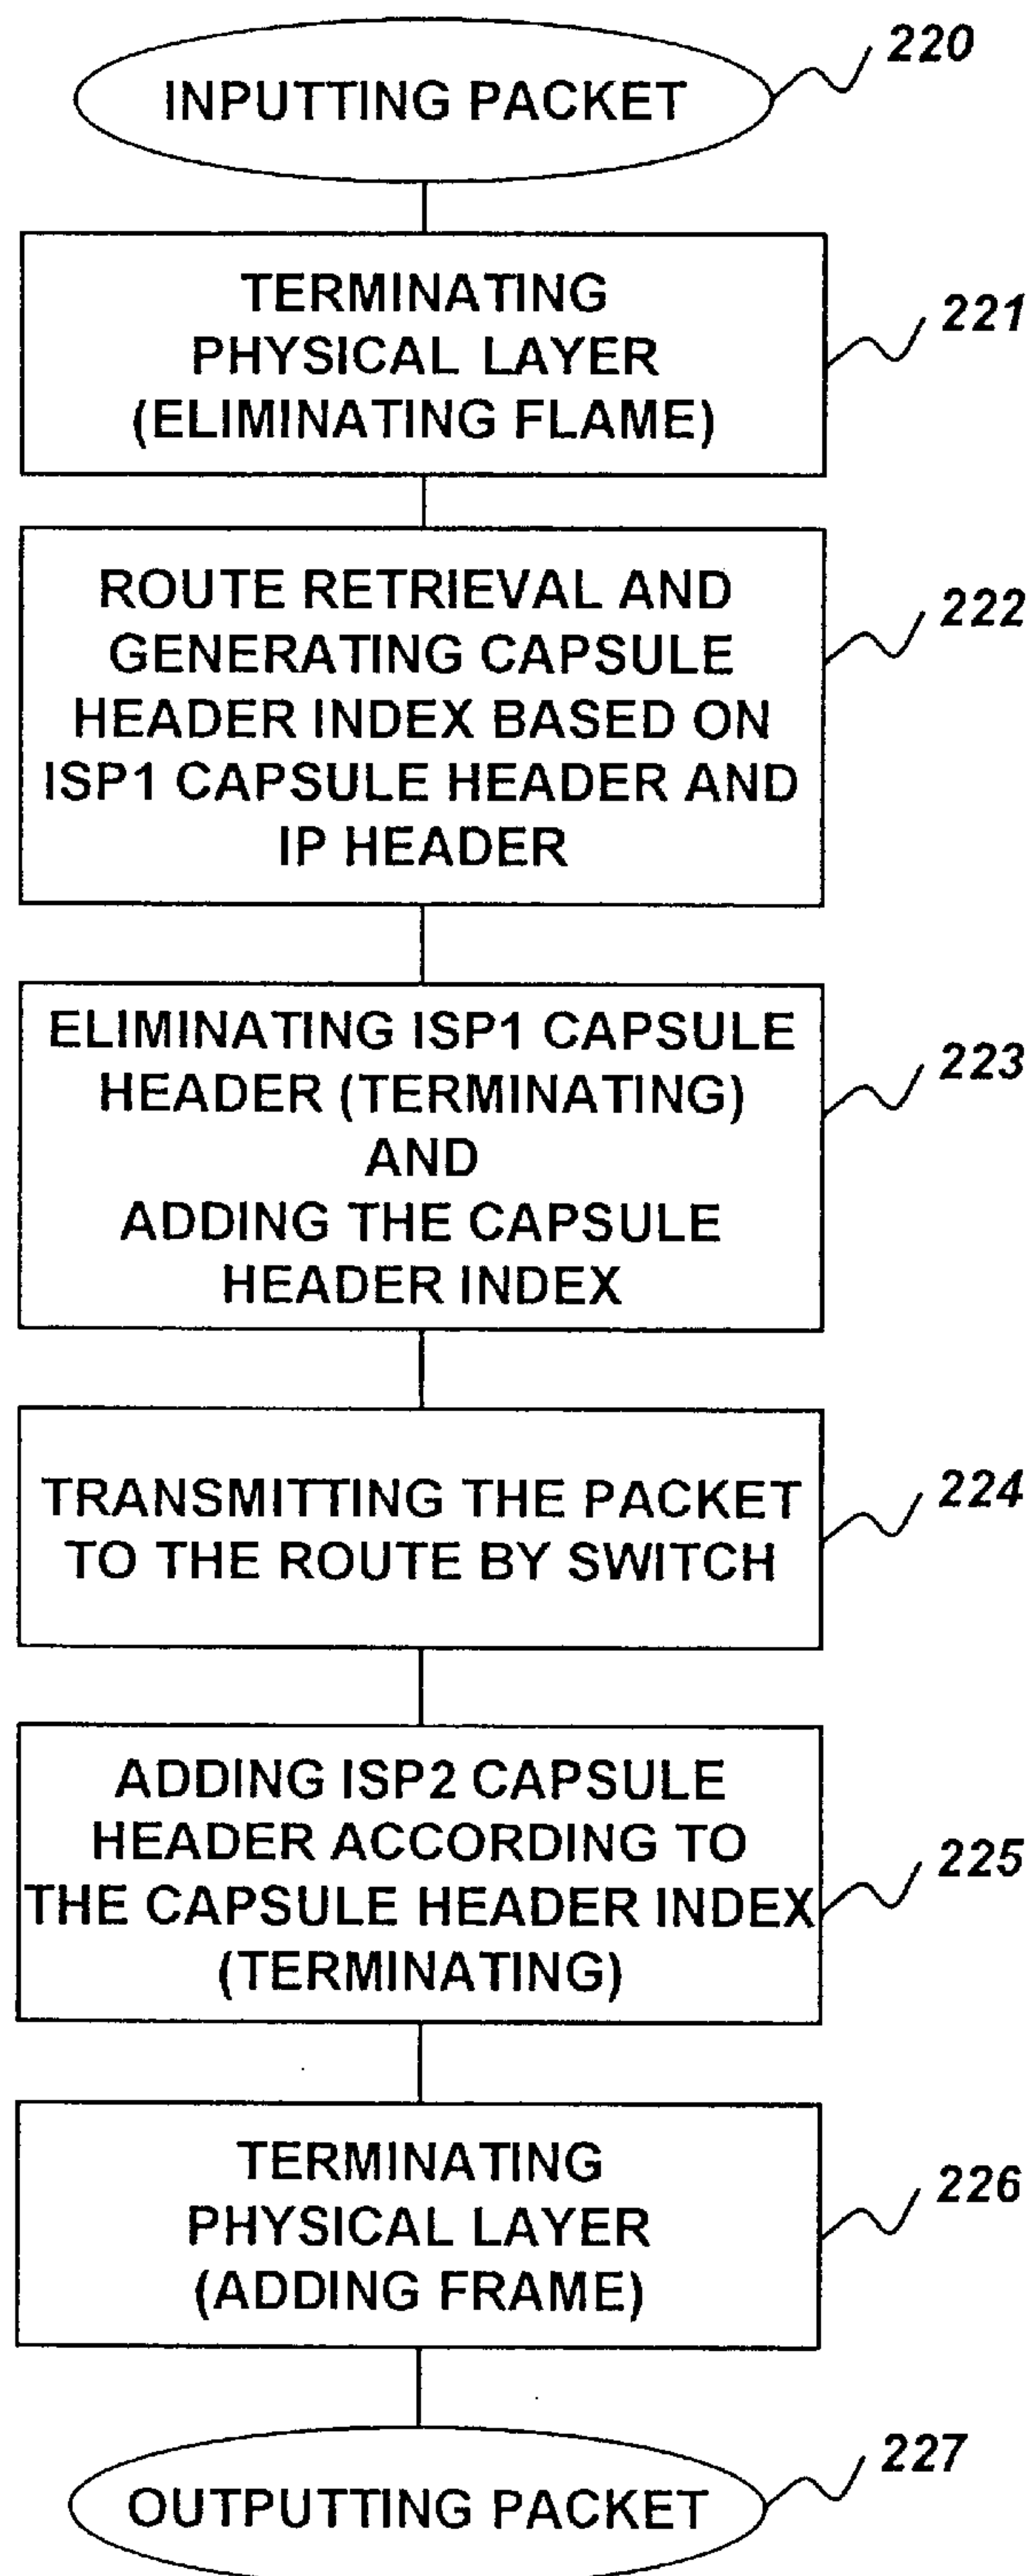 INPUTTING PACKET
220
TERMINATING
PHYSICAL LAYER
(ELIMINATING FLAME)
221
ROUTE RETRIEVAL AND
GENERATING CAPSULE
HEADER INDEX BASED ON
ISP1 CAPSULE HEADER AND
IP HEADER
222
ELIMINATING ISP1 CAPSULE
HEADER (TERMINATING)
AND
ADDING THE CAPSULE
HEADER INDEX
223
TRANSMITTING THE PACKET
TO THE ROUTE BY SWITCH
224
ADDING ISP2 CAPSULE
HEADER ACCORDING TO
THE CAPSULE HEADER INDEX
(TERMINATING)
225
TERMINATING
PHYSICAL LAYER
(ADDING FRAME)
226
OUTPUTTING PACKET
227